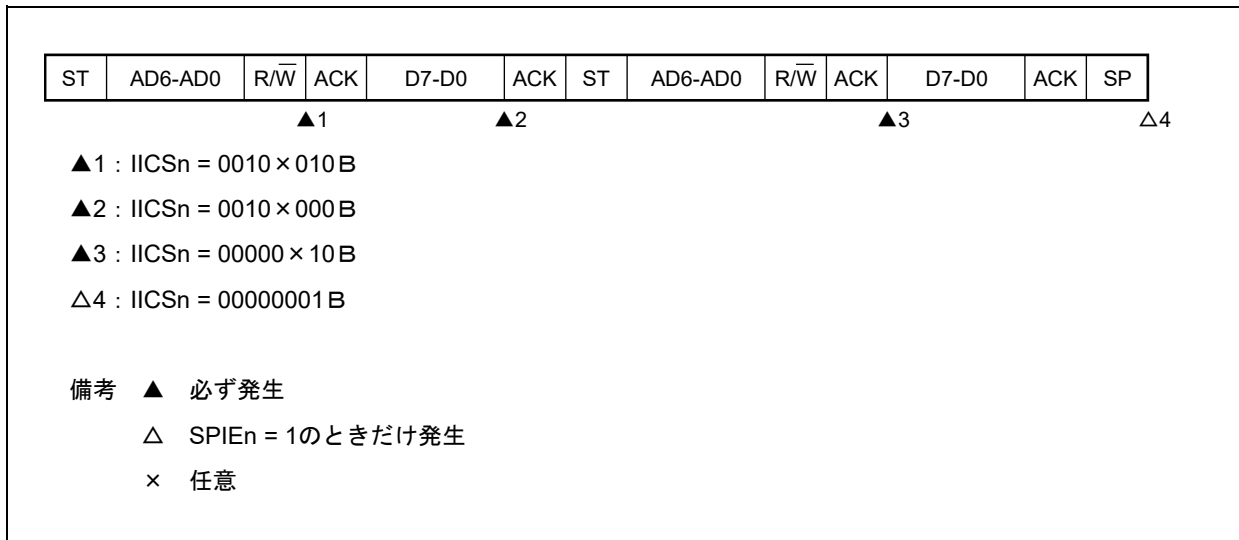 ST AD6-AD0 R/W̅ ACK D7-D0 ACK ST AD6-AD0 R/W̅ ACK D7-D0 ACK SP
▲1 ▲2 ▲3 △4
▲1：IICSn = 0010×010B
▲2：IICSn = 0010×000B
▲3：IICSn = 00000×10B
△4：IICSn = 00000001B
備考 ▲ 必ず発生
△ SPIEn = 1のときだけ発生
× 任意